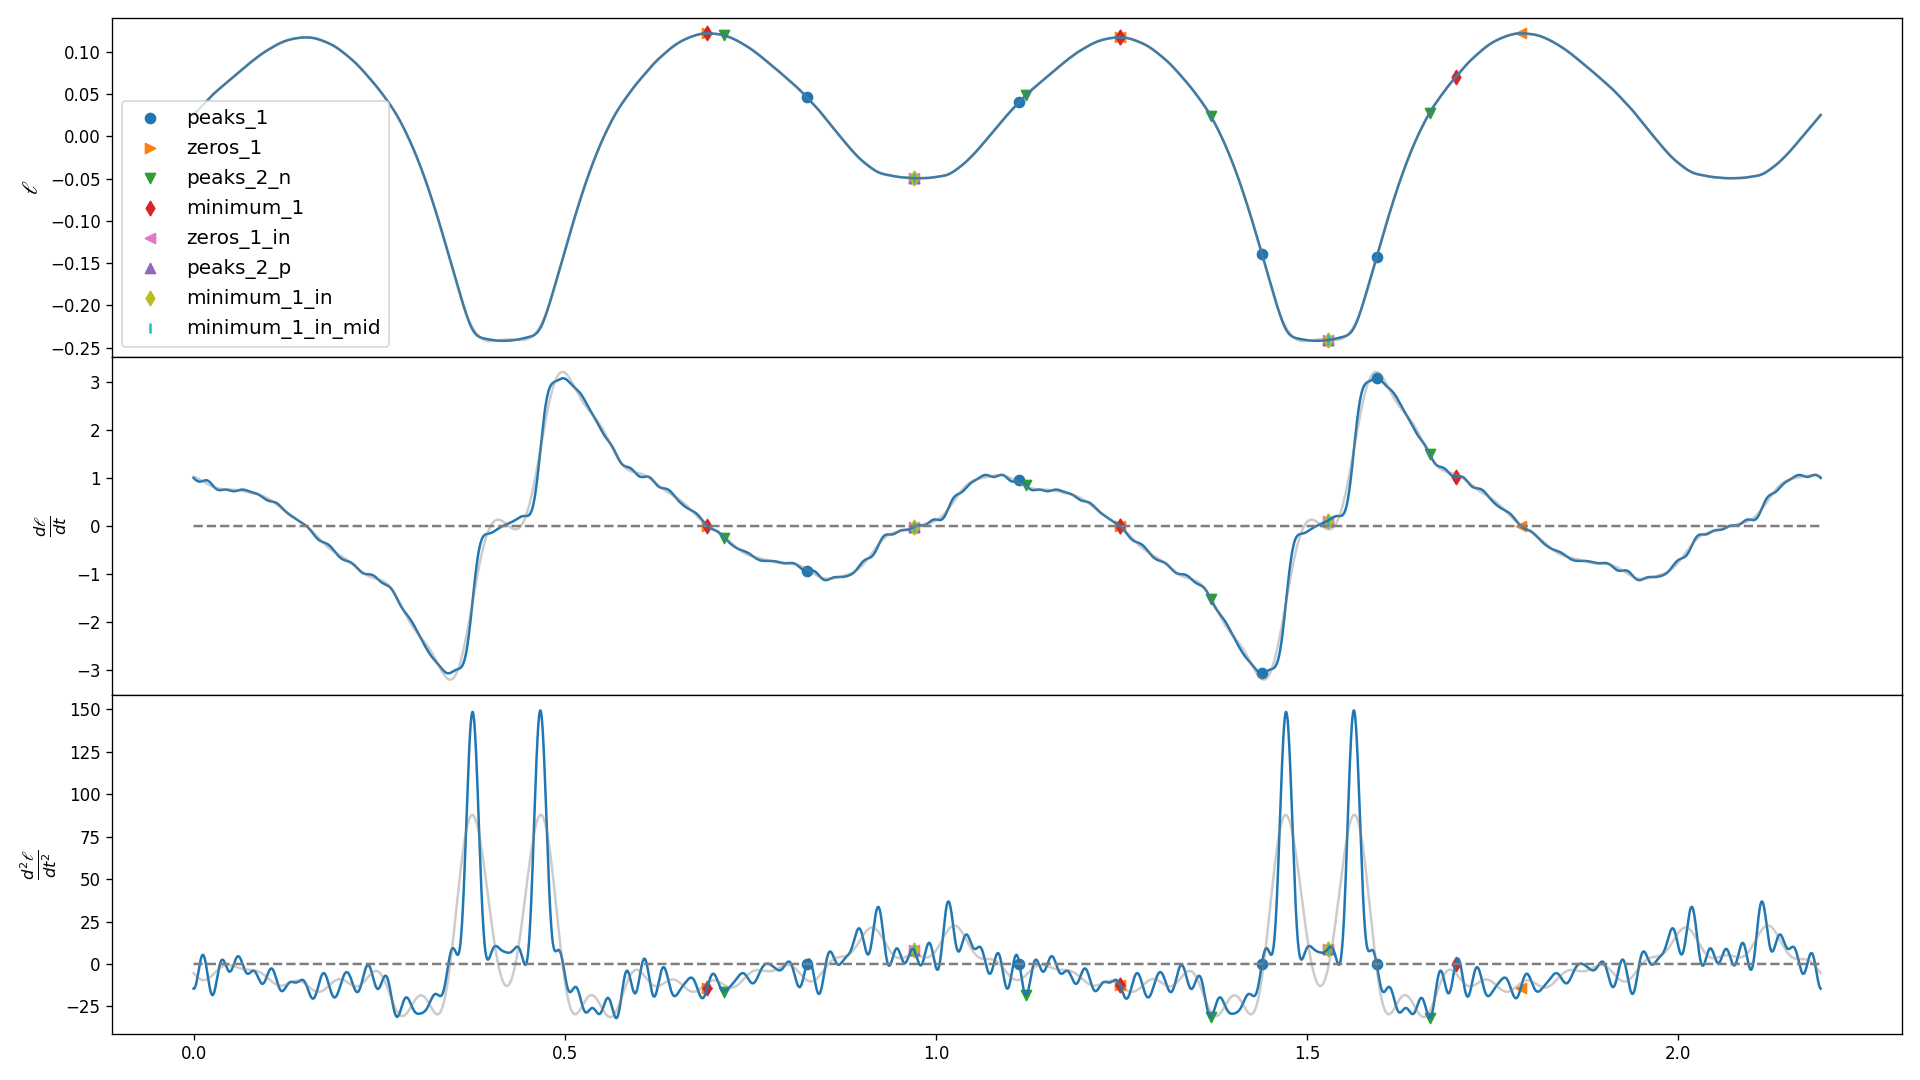 0.10
0.05
0.00
−0.05
−0.10
−0.15
−0.20
−0.25
ℓ
peaks_1
zeros_1
peaks_2_n
minimum_1
zeros_1_in
peaks_2_p
minimum_1_in
minimum_1_in_mid
3
2
1
0
−1
−2
−3
dℓ
dt
150
125
100
75
50
25
0
−25
d²ℓ
dt²
0.0 0.5 1.0 1.5 2.0